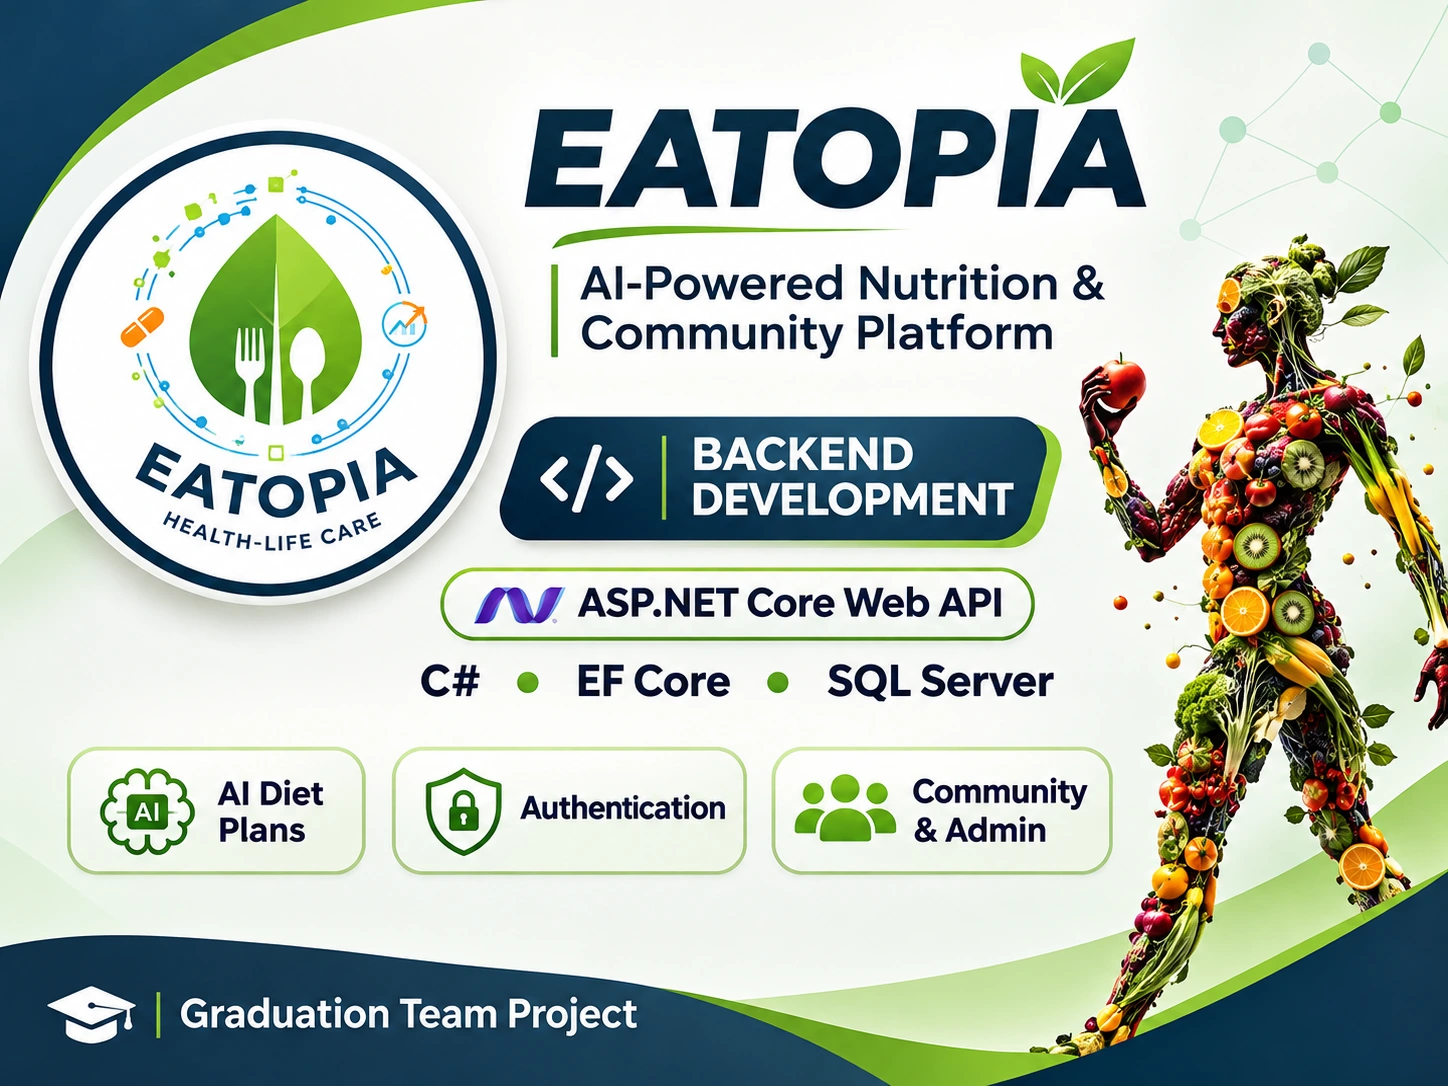 EATOPIA
HEALTH-LIFE CARE
EATOPIA
AI-Powered Nutrition &
Community Platform
</>
BACKEND
DEVELOPMENT
ASP.NET Core Web API
C# • EF Core • SQL Server
AI
AI Diet
Plans
Authentication
Community
& Admin
Graduation Team Project